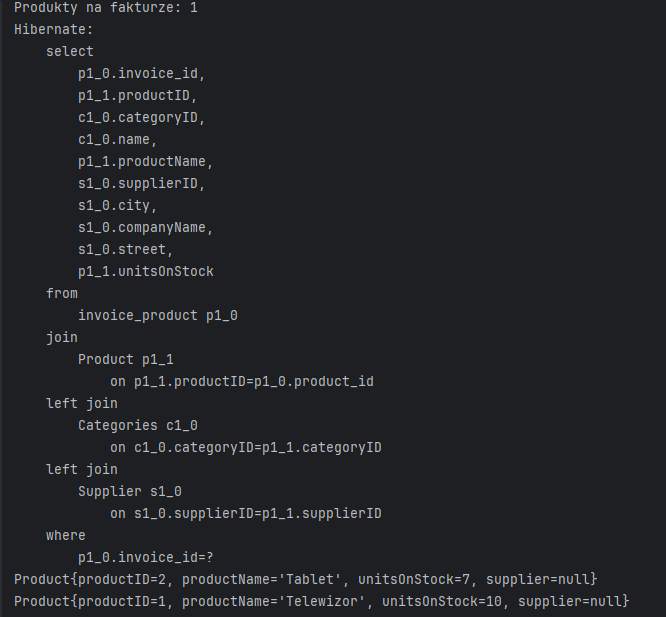 Produkty na fakturze: 1
Hibernate:
    select
        p1_0.invoice_id,
        p1_1.productID,
        c1_0.categoryID,
        c1_0.name,
        p1_1.productName,
        s1_0.supplierID,
        s1_0.city,
        s1_0.companyName,
        s1_0.street,
        p1_1.unitsOnStock
    from
        invoice_product p1_0
    join
        Product p1_1
            on p1_1.productID=p1_0.product_id
    left join
        Categories c1_0
            on c1_0.categoryID=p1_1.categoryID
    left join
        Supplier s1_0
            on s1_0.supplierID=p1_1.supplierID
    where
        p1_0.invoice_id=?
Product{productID=2, productName='Tablet', unitsOnStock=7, supplier=null}
Product{productID=1, productName='Telewizor', unitsOnStock=10, supplier=null}